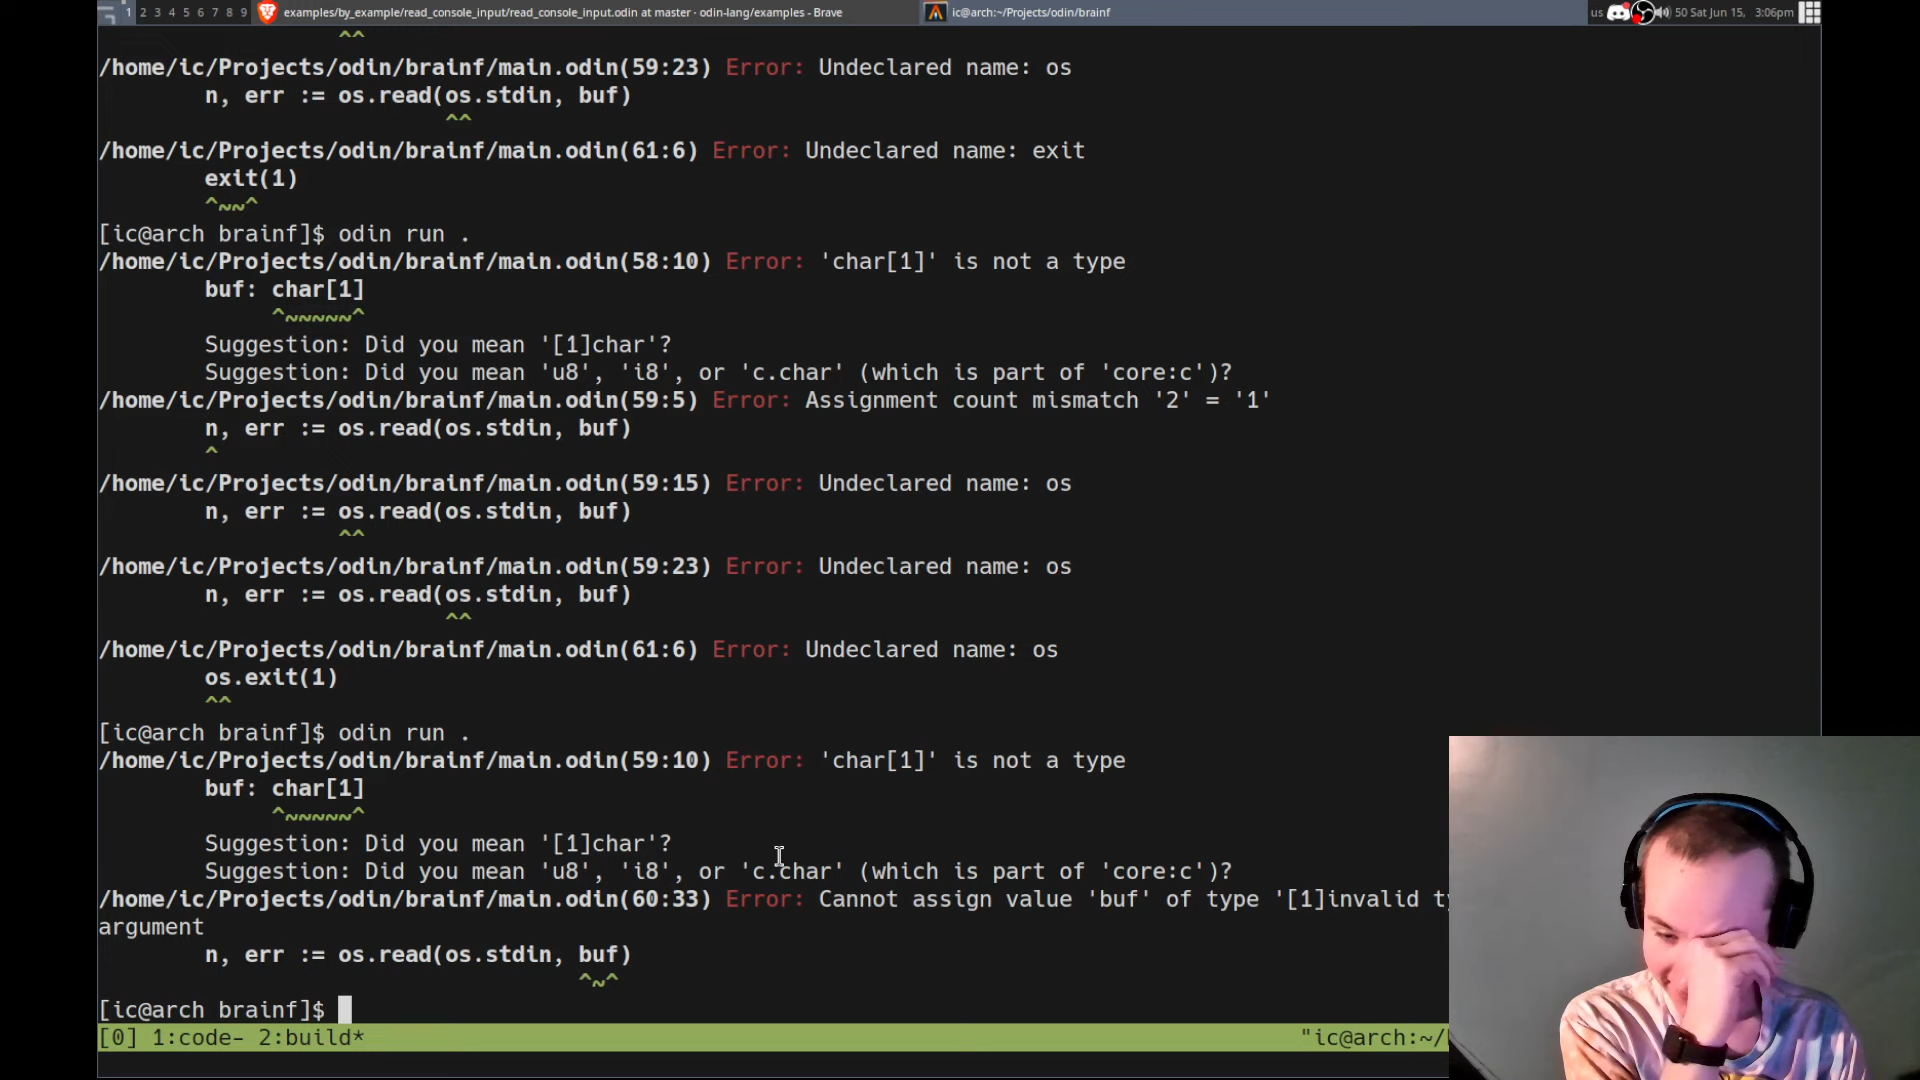 1 2 3 4 5 6 7 8 9 examples/by_example/read_console_input/read_console_input.odin at master · odin-lang/examples - Brave ic@arch:~/Projects/odin/brainf us 50 Sat Jun 15, 3:06pm
^^
/home/ic/Projects/odin/brainf/main.odin(59:23) Error: Undeclared name: os
n, err := os.read(os.stdin, buf)
^^
/home/ic/Projects/odin/brainf/main.odin(61:6) Error: Undeclared name: exit
exit(1)
^~~^
[ic@arch brainf]$ odin run .
/home/ic/Projects/odin/brainf/main.odin(58:10) Error: 'char[1]' is not a type
buf: char[1]
^~~~~~^
Suggestion: Did you mean '[1]char'?
Suggestion: Did you mean 'u8', 'i8', or 'c.char' (which is part of 'core:c')?
/home/ic/Projects/odin/brainf/main.odin(59:5) Error: Assignment count mismatch '2' = '1'
n, err := os.read(os.stdin, buf)
^
/home/ic/Projects/odin/brainf/main.odin(59:15) Error: Undeclared name: os
n, err := os.read(os.stdin, buf)
^^
/home/ic/Projects/odin/brainf/main.odin(59:23) Error: Undeclared name: os
n, err := os.read(os.stdin, buf)
^^
/home/ic/Projects/odin/brainf/main.odin(61:6) Error: Undeclared name: os
os.exit(1)
^^
[ic@arch brainf]$ odin run .
/home/ic/Projects/odin/brainf/main.odin(59:10) Error: 'char[1]' is not a type
buf: char[1]
^~~~~~^
Suggestion: Did you mean '[1]char'?
Suggestion: Did you mean 'u8', 'i8', or 'c.char' (which is part of 'core:c')?
/home/ic/Projects/odin/brainf/main.odin(60:33) Error: Cannot assign value 'buf' of type '[1]invalid
argument
n, err := os.read(os.stdin, buf)
^~^
[ic@arch brainf]$
[0] 1:code- 2:build* "ic@arch:~/